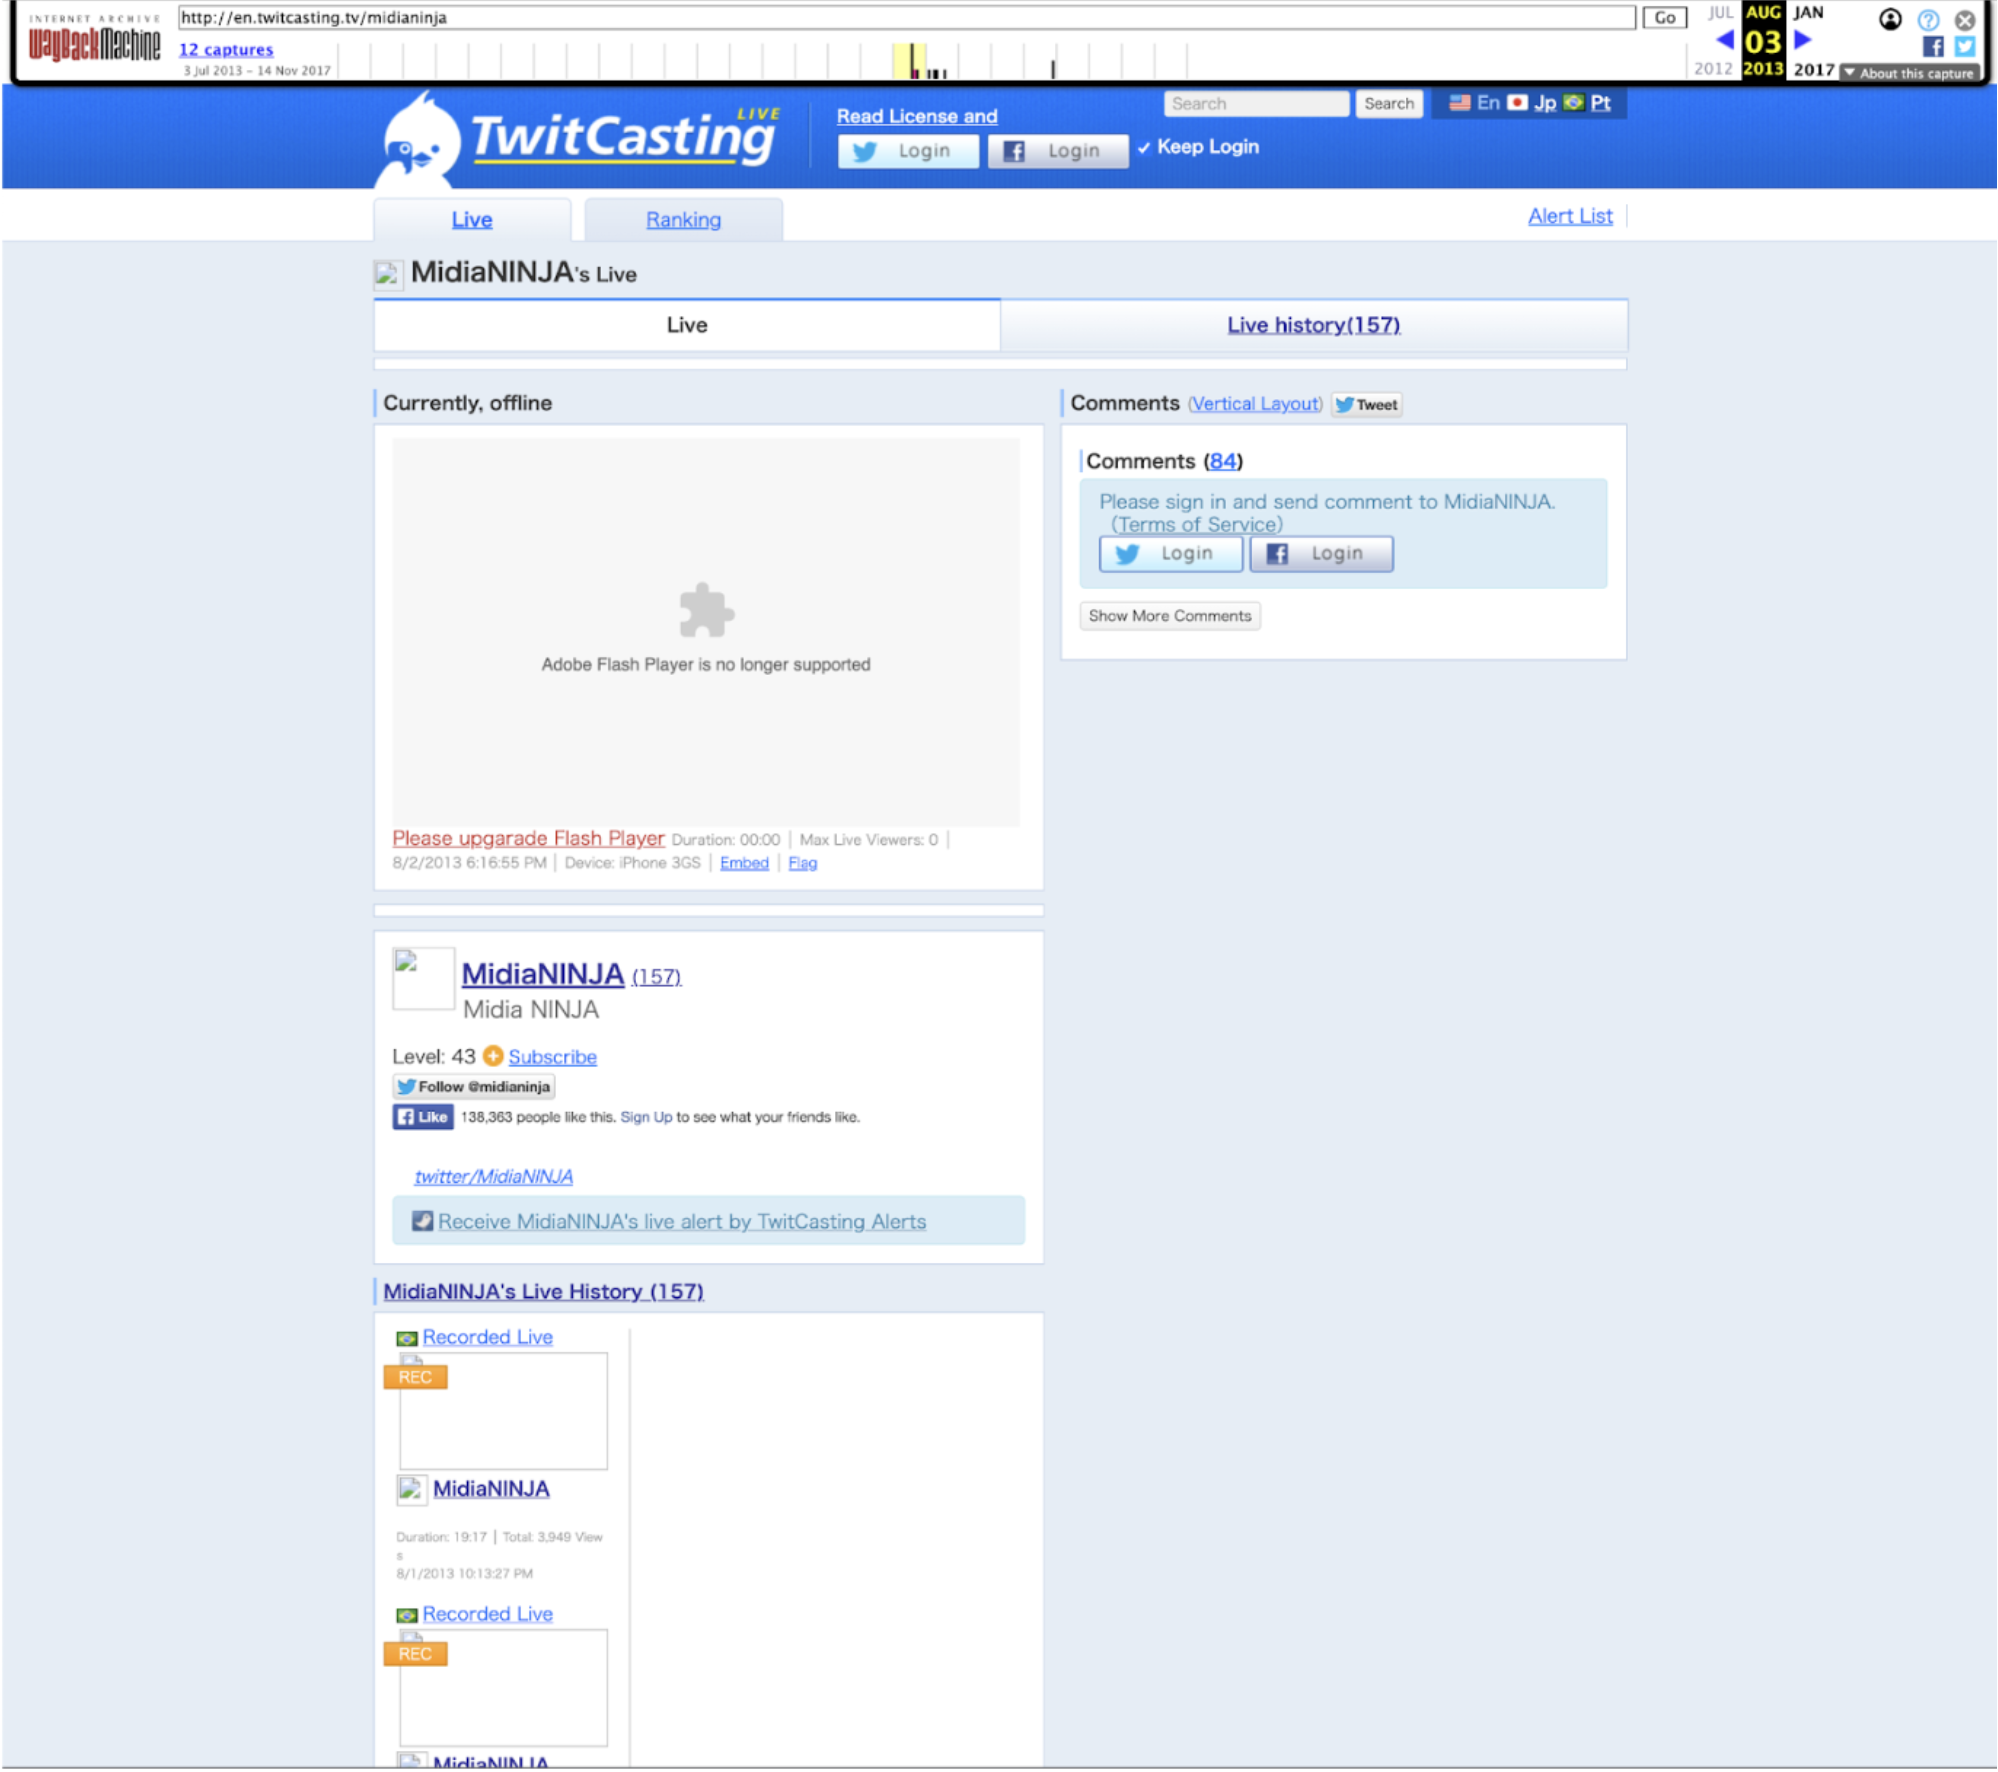 INTERNET ARCHIVE
WayBackMachine
http://en.twitcasting.tv/midianinja
Go
JUL AUG JAN
12 captures
03
3 Jul 2013 – 14 Nov 2017
2012 2013 2017
▼ About this capture
TwitCasting LIVE
Read License and
Login
Login
✓ Keep Login
Search
Search
En Jp Pt
Live
Ranking
Alert List
MidiaNINJA's Live
Live
Live history(157)
Currently, offline
Adobe Flash Player is no longer supported
Please upgarade Flash Player Duration: 00:00 | Max Live Viewers: 0 |
8/2/2013 6:16:55 PM | Device: iPhone 3GS | Embed | Flag
Comments (Vertical Layout) Tweet
Comments (84)
Please sign in and send comment to MidiaNINJA.
(Terms of Service)
Login
Login
Show More Comments
MidiaNINJA (157)
Midia NINJA
Level: 43 Subscribe
Follow @midianinja
Like 138,363 people like this. Sign Up to see what your friends like.
twitter/MidiaNINJA
Receive MidiaNINJA's live alert by TwitCasting Alerts
MidiaNINJA's Live History (157)
Recorded Live
REC
MidiaNINJA
Duration: 19:17 | Total: 3,949 View
s
8/1/2013 10:13:27 PM
Recorded Live
REC
MidiaNINJA